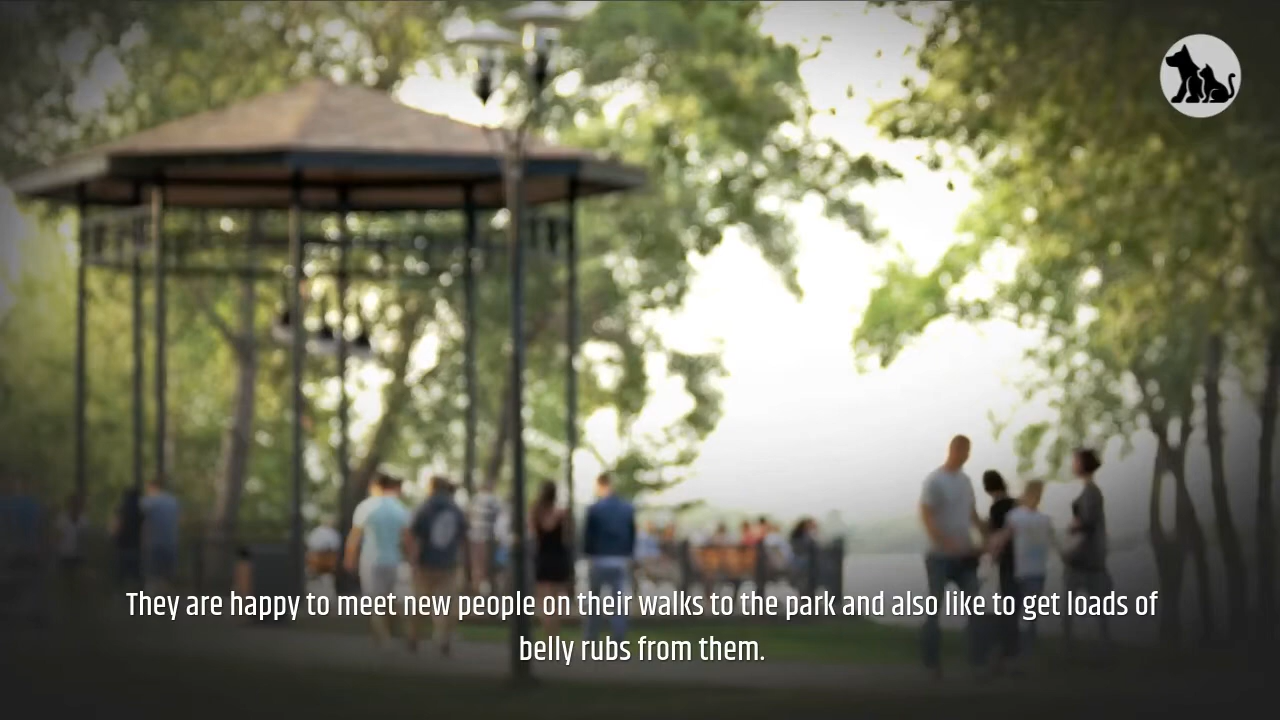 They are happy to meet new people on their walks to the park and also like to get loads of
belly rubs from them.